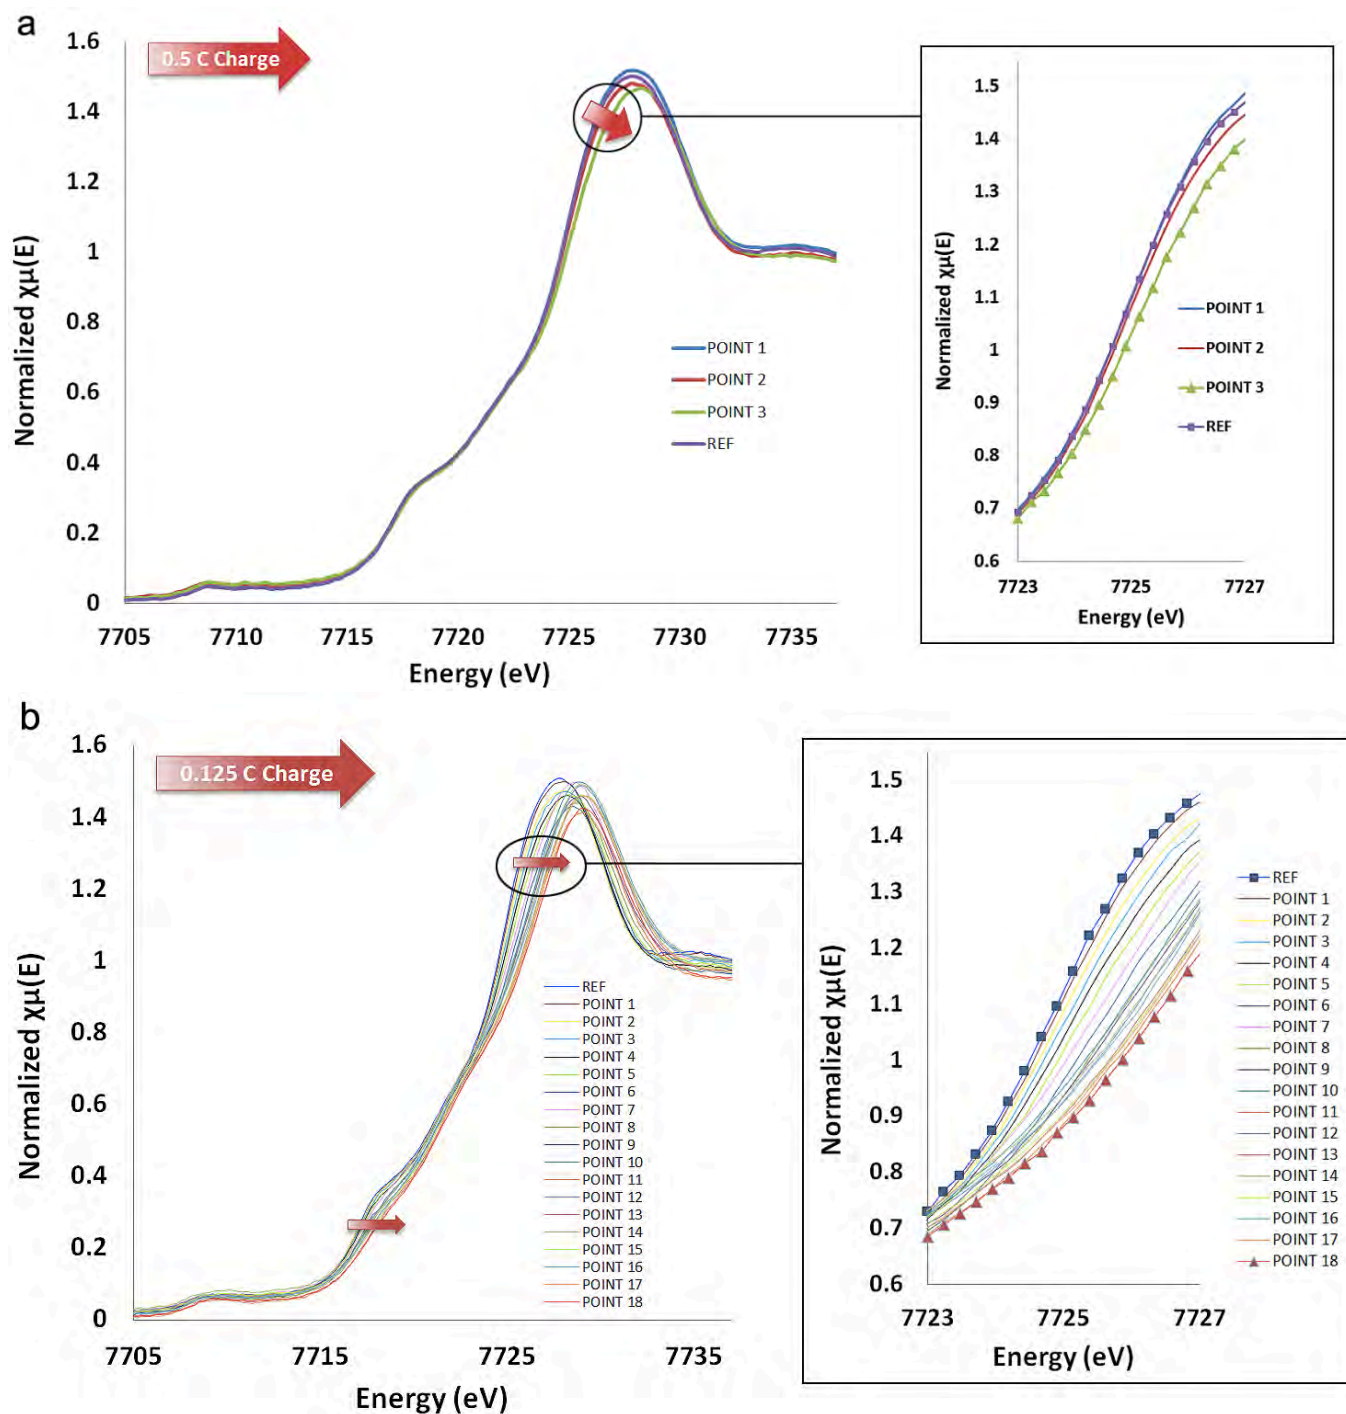 a
0.5 C Charge
Normalized χμ(E)
1.6
1.4
1.2
1
0.8
0.6
0.4
0.2
0
7705
7710
7715
7720
7725
7730
7735
Energy (eV)
POINT 1
POINT 2
POINT 3
REF
Normalized χμ(E)
1.5
1.4
1.3
1.2
1.1
1
0.9
0.8
0.7
0.6
7723
7725
7727
Energy (eV)
POINT 1
POINT 2
POINT 3
REF
b
0.125 C Charge
Normalized χμ(E)
1.6
1.4
1.2
1
0.8
0.6
0.4
0.2
0
7705
7715
7725
7735
Energy (eV)
REF
POINT 1
POINT 2
POINT 3
POINT 4
POINT 5
POINT 6
POINT 7
POINT 8
POINT 9
POINT 10
POINT 11
POINT 12
POINT 13
POINT 14
POINT 15
POINT 16
POINT 17
POINT 18
Normalized χμ(E)
1.5
1.4
1.3
1.2
1.1
1
0.9
0.8
0.7
0.6
7723
7725
7727
Energy (eV)
REF
POINT 1
POINT 2
POINT 3
POINT 4
POINT 5
POINT 6
POINT 7
POINT 8
POINT 9
POINT 10
POINT 11
POINT 12
POINT 13
POINT 14
POINT 15
POINT 16
POINT 17
POINT 18